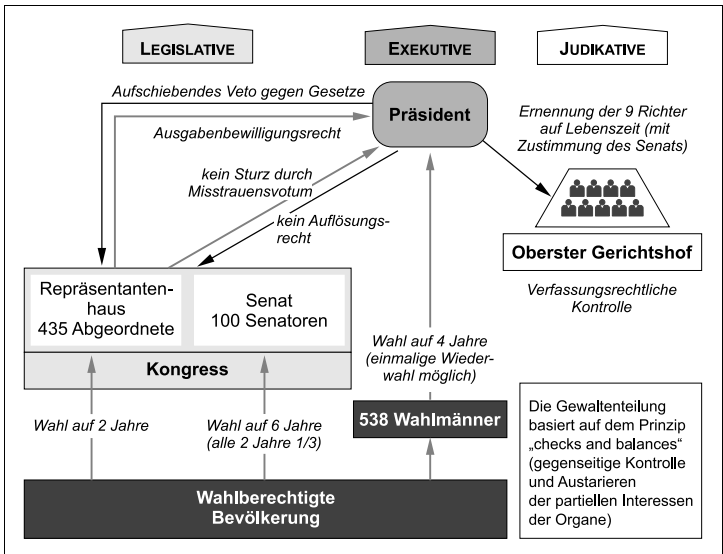 LEGISLATIVE
EXEKUTIVE
JUDIKATIVE
Aufschiebendes Veto gegen Gesetze
Ausgabenbewilligungsrecht
kein Sturz durch
Misstrauensvotum
kein Auflösungs-
recht
Präsident
Ernennung der 9 Richter
auf Lebenszeit (mit
Zustimmung des Senats)
Oberster Gerichtshof
Verfassungsrechtliche
Kontrolle
Repräsentanten-
haus
435 Abgeordnete
Senat
100 Senatoren
Kongress
Wahl auf 4 Jahre
(einmalige Wieder-
wahl möglich)
538 Wahlmänner
Wahl auf 2 Jahre
Wahl auf 6 Jahre
(alle 2 Jahre 1/3)
Wahlberechtigte
Bevölkerung
Die Gewaltenteilung
basiert auf dem Prinzip
„checks and balances“
(gegenseitige Kontrolle
und Austarieren
der partiellen Interessen
der Organe)